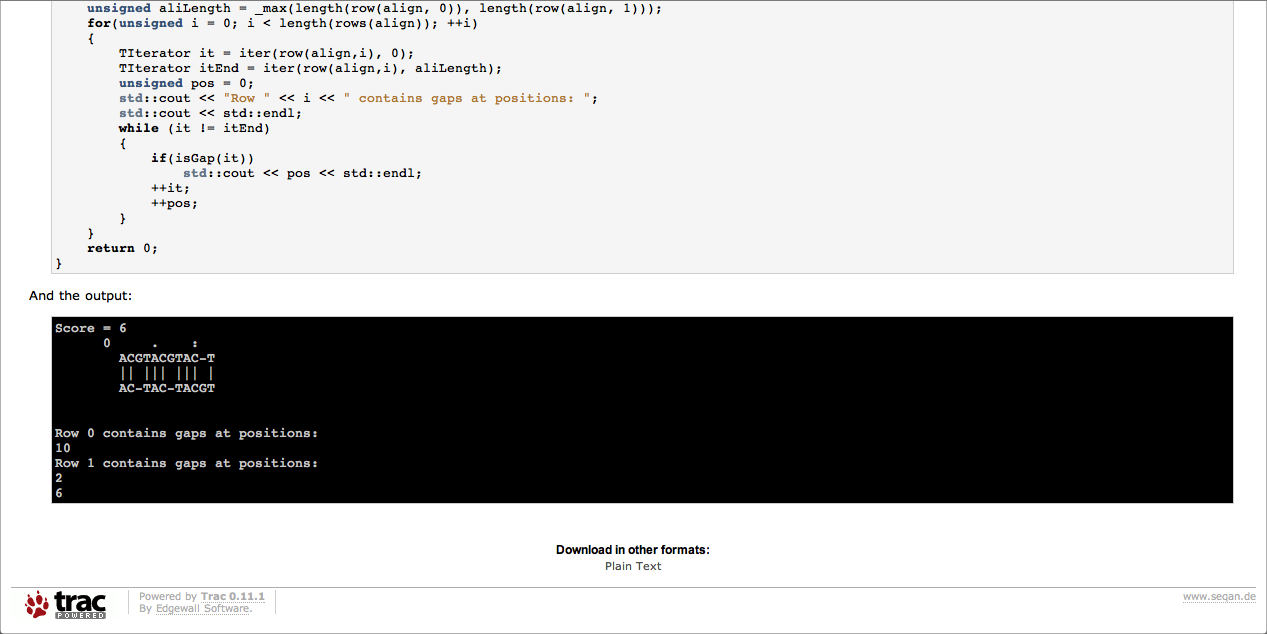 unsigned aliLength = _max(length(row(align, 0)), length(row(align, 1)));
for(unsigned i = 0; i < length(rows(align)); ++i)
{
TIterator it = iter(row(align,i), 0);
TIterator itEnd = iter(row(align,i), aliLength);
unsigned pos = 0;
std::cout << "Row " << i << " contains gaps at positions: ";
std::cout << std::endl;
while (it != itEnd)
{
if(isGap(it))
std::cout << pos << std::endl;
++it;
++pos;
}
}
return 0;
}
And the output:
Score = 6
0     .    :
ACGTACGTAC-T
|| ||| ||| |
AC-TAC-TACGT
Row 0 contains gaps at positions:
10
Row 1 contains gaps at positions:
2
6
Download in other formats:
Plain Text
trac
POWERED
Powered by Trac 0.11.1
By Edgewall Software.
www.seqan.de